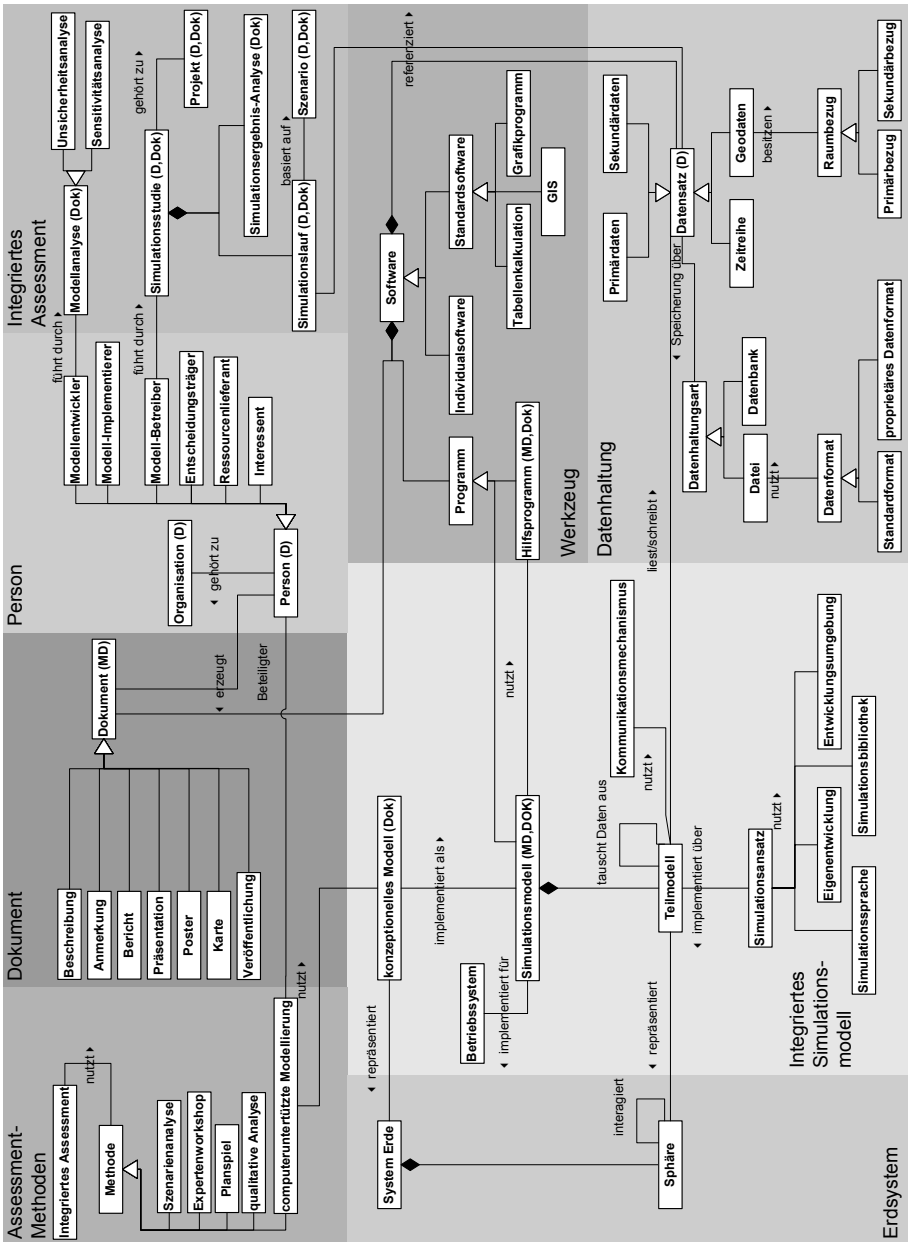 Assessment-
Methoden
Integriertes Assessment
nutzt
Methode
Szenarienanalyse
Expertenworkshop
Planspiel
qualitative Analyse
computeruntertützte Modellierung
nutzt
Dokument
Beschreibung
Anmerkung
Bericht
Präsentation
Poster
Karte
Veröffentlichung
Dokument (MD)
erzeugt
Beteiligter
Person
Organisation (D)
gehört zu
Person (D)
Modellentwickler
Modell-Implementierer
Modell-Betreiber
Entscheidungsträger
Ressourcenlieferant
Interessent
führt durch
führt durch
Integriertes
Assessment
Modellanalyse (Dok)
Unsicherheitsanalyse
Sensitivitätsanalyse
Simulationsstudie (D,Dok)
gehört zu
Projekt (D,Dok)
Simulationsergebnis-Analyse (Dok)
basiert auf
Simulationslauf (D,Dok)
Szenario (D,Dok)
System Erde
repräsentiert
konzeptionelles Modell (Dok)
implementiert als
Betriebssystem
implementiert für
Simulationsmodell (MD,DOK)
nutzt
Software
referenziert
Programm
Individualsoftware
Standardsoftware
Tabellenkalkulation
Grafikprogramm
GIS
Hilfsprogramm (MD,Dok)
Werkzeug
interagiert
Sphäre
repräsentiert
tauscht Daten aus
Teilmodell
nutzt
Kommunikationsmechanismus
implementiert über
liest/schreibt
Simulationsansatz
nutzt
Simulationssprache
Eigenentwicklung
Simulationsbibliothek
Entwicklungsumgebung
Integriertes
Simulations-
modell
Erdsystem
Datenhaltung
Primärdaten
Sekundärdaten
Datensatz (D)
Speicherung über
Datenhaltungsart
Datei
Datenbank
nutzt
Datenformat
Standardformat
proprietäres Datenformat
Zeitreihe
Geodaten
besitzen
Raumbezug
Primärbezug
Sekundärbezug